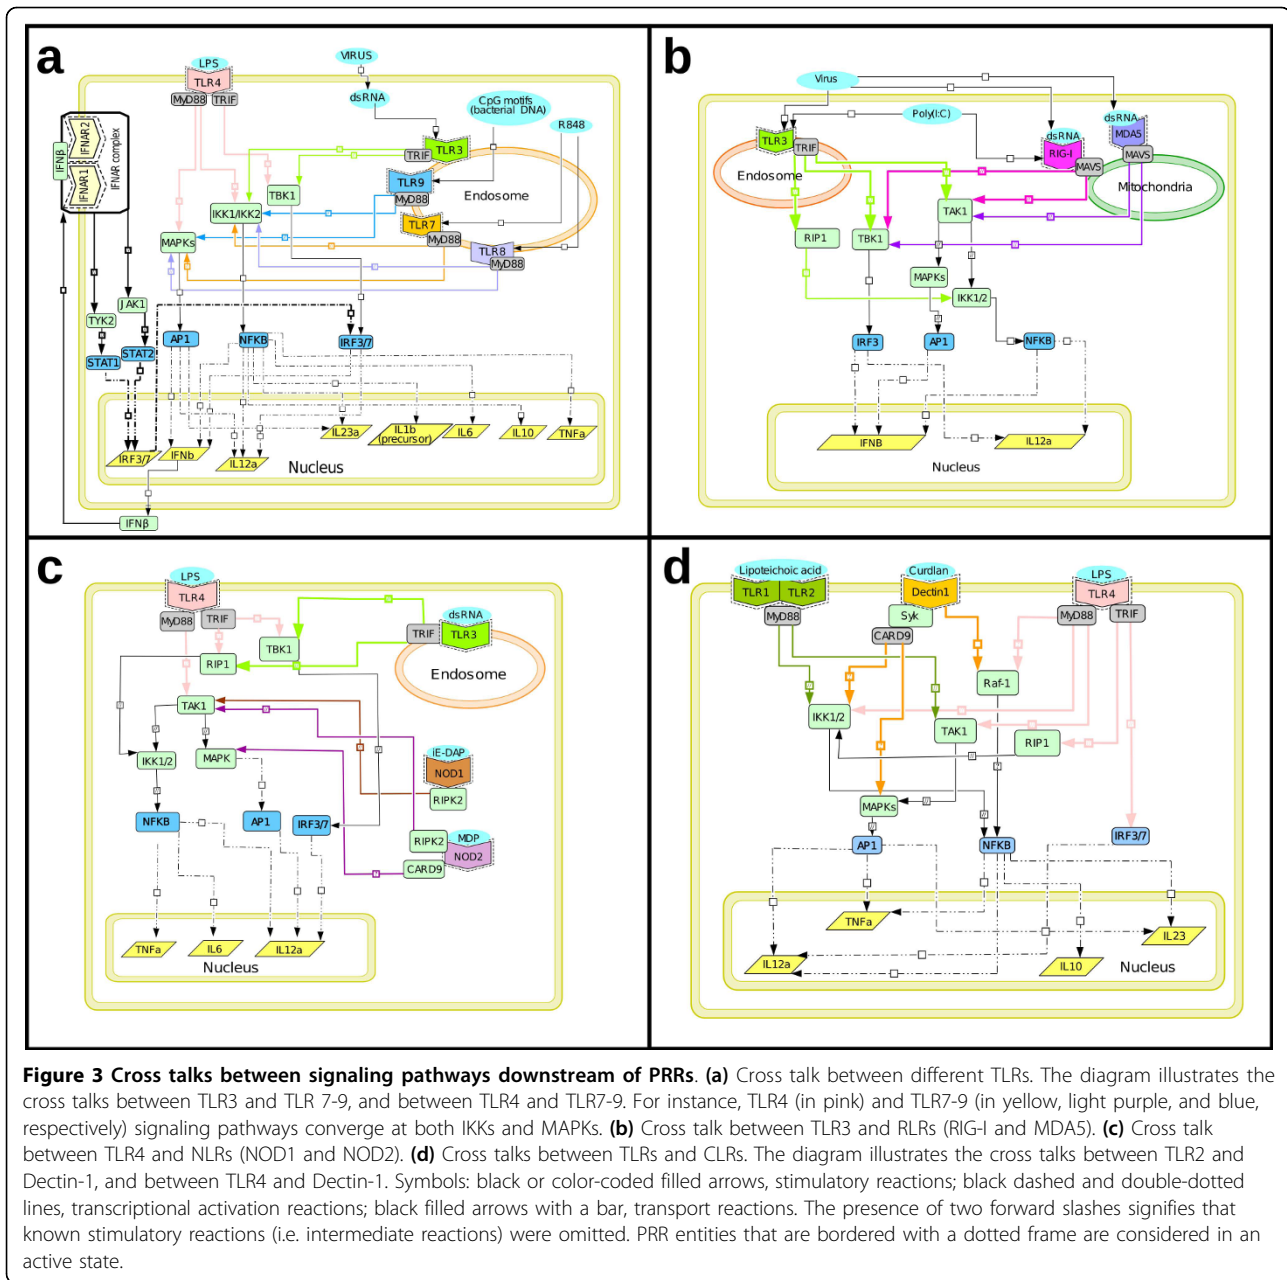 a
LPS
TLR4
MyD88
TRIF
VIRUS
dsRNA
CpG motifs
(bacterial DNA)
R848
TLR3
TRIF
TLR9
MyD88
Endosome
TLR7
MyD88
TLR8
MyD88
TBK1
IKK1/IKK2
MAPKs
IFNβ
IFNAR2
IFNAR1
IFNAR complex
JAK1
TYK2
STAT2
STAT1
AP1
NFKB
IRF3/7
IRF3/7
IFNb
IL12a
IL23a
IL1b
(precursor)
IL6
IL10
TNFa
Nucleus
IFNβ
b
Virus
Poly(I:C)
TLR3
TRIF
Endosome
dsRNA
RIG-I
MAVS
dsRNA
MDA5
MAVS
Mitochondria
RIP1
TBK1
TAK1
MAPKs
IKK1/2
IRF3
AP1
NFKB
IFNB
IL12a
Nucleus
c
LPS
TLR4
MyD88
TRIF
dsRNA
TRIF
TLR3
Endosome
TBK1
RIP1
TAK1
IKK1/2
MAPK
iE-DAP
NOD1
RIPK2
RIPK2
MDP
NOD2
CARD9
NFKB
AP1
IRF3/7
TNFa
IL6
IL12a
Nucleus
d
Lipoteichoic acid
TLR1
TLR2
MyD88
Curdlan
Dectin1
Syk
CARD9
LPS
TLR4
MyD88
TRIF
Raf-1
IKK1/2
TAK1
RIP1
MAPKs
AP1
NFKB
IRF3/7
TNFa
IL23
IL12a
IL10
Nucleus
Figure 3 Cross talks between signaling pathways downstream of PRRs. (a) Cross talk between different TLRs. The diagram illustrates the
cross talks between TLR3 and TLR 7-9, and between TLR4 and TLR7-9. For instance, TLR4 (in pink) and TLR7-9 (in yellow, light purple, and blue,
respectively) signaling pathways converge at both IKKs and MAPKs. (b) Cross talk between TLR3 and RLRs (RIG-I and MDA5). (c) Cross talk
between TLR4 and NLRs (NOD1 and NOD2). (d) Cross talks between TLRs and CLRs. The diagram illustrates the cross talks between TLR2 and
Dectin-1, and between TLR4 and Dectin-1. Symbols: black or color-coded filled arrows, stimulatory reactions; black dashed and double-dotted
lines, transcriptional activation reactions; black filled arrows with a bar, transport reactions. The presence of two forward slashes signifies that
known stimulatory reactions (i.e. intermediate reactions) were omitted. PRR entities that are bordered with a dotted frame are considered in an
active state.